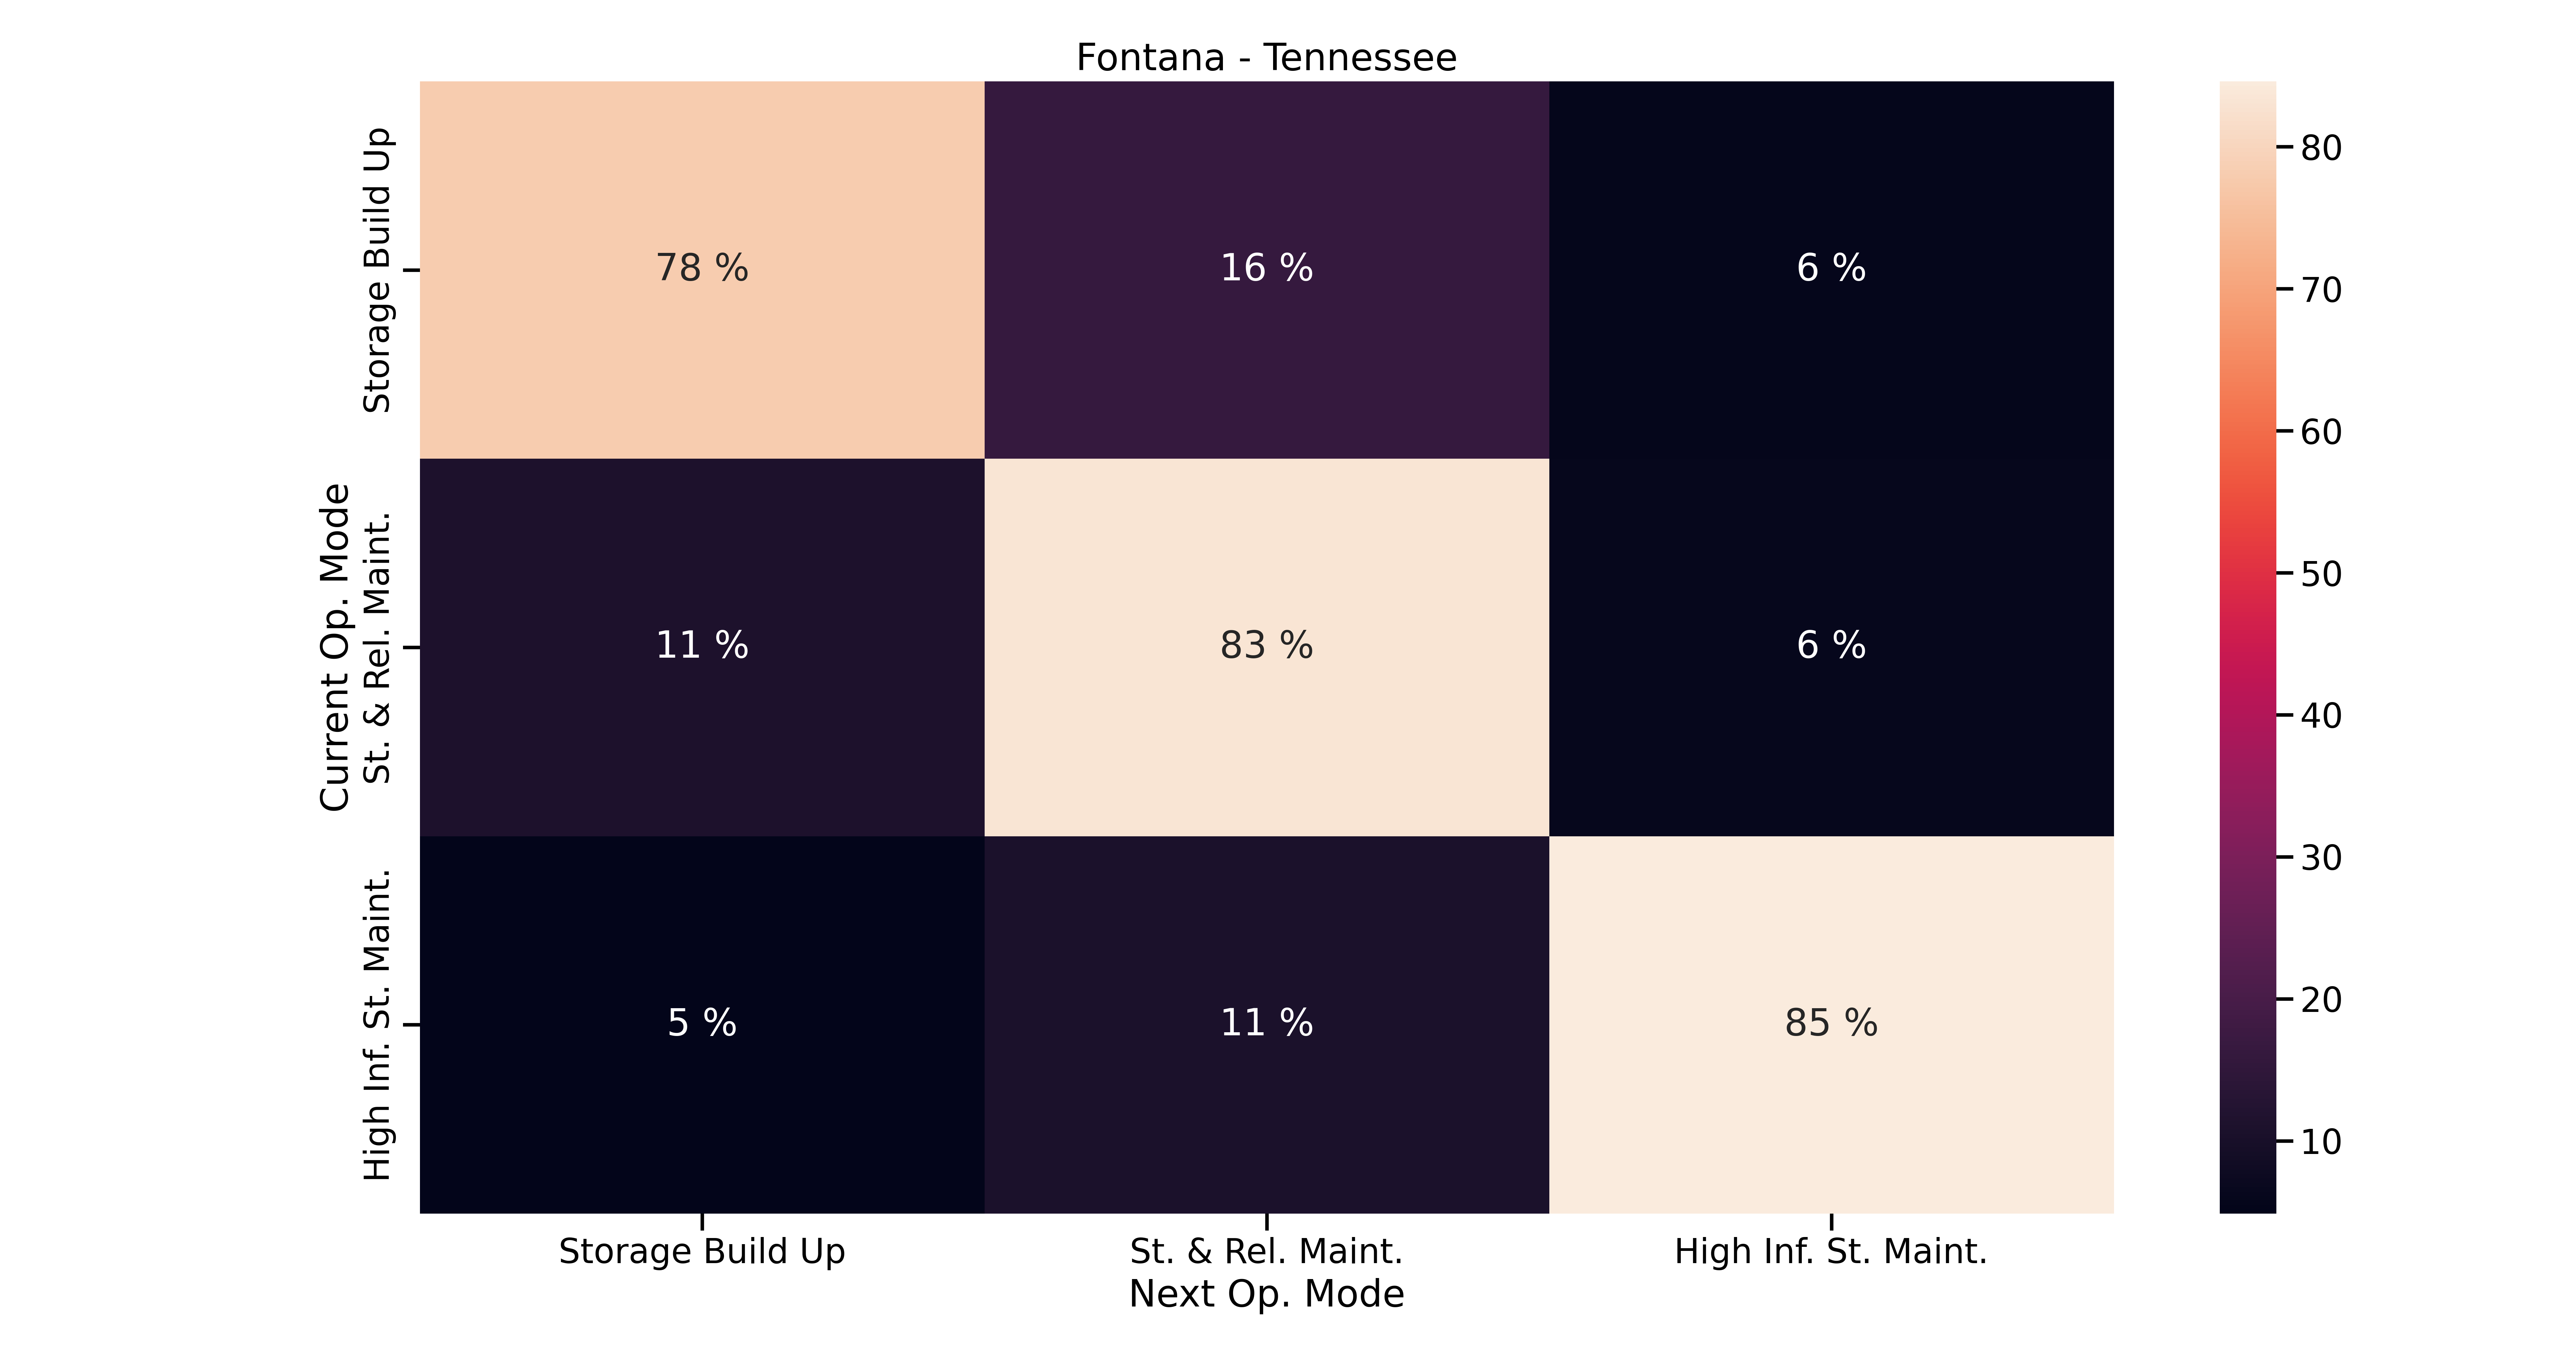 Fontana - Tennessee
Current Op. Mode
Storage Build Up
78 %
16 %
6 %
St. & Rel. Maint.
11 %
83 %
6 %
High Inf. St. Maint.
5 %
11 %
85 %
Storage Build Up
St. & Rel. Maint.
High Inf. St. Maint.
Next Op. Mode
80
70
60
50
40
30
20
10